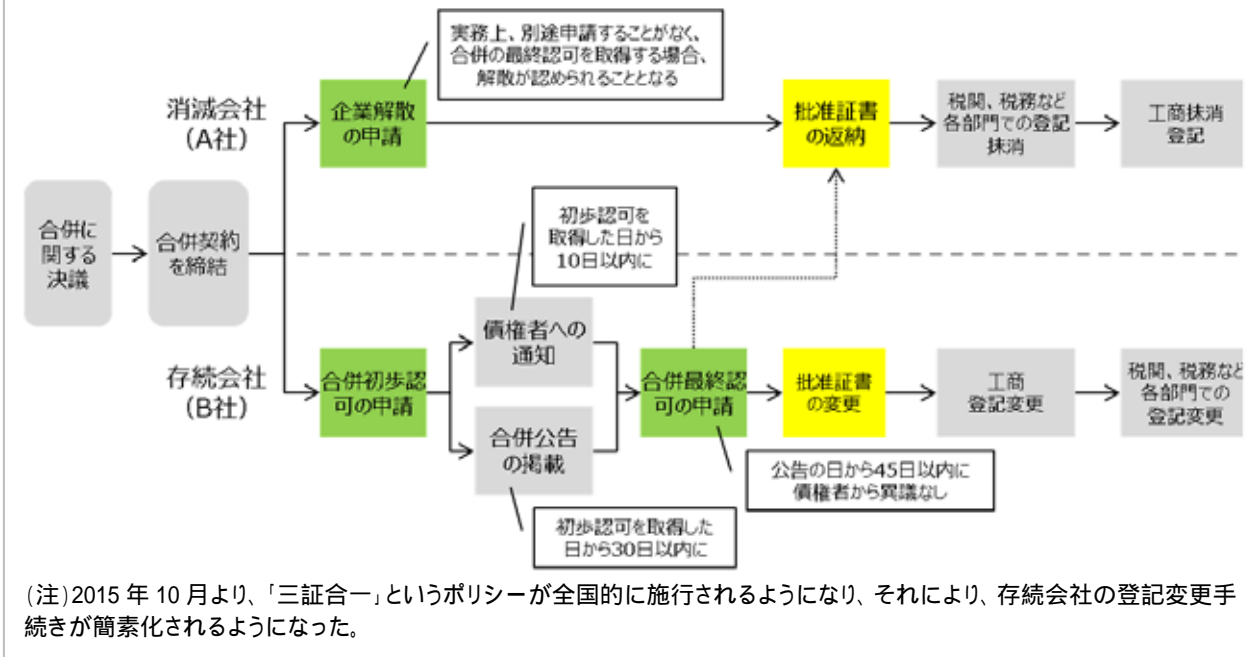 実務上、別途申請することがなく、
合併の最終認可を取得する場合、
解散が認められることとなる
消滅会社
(A社)
企業解散
の申請
批准証書
の返納
税関、税務など
各部門での登記
抹消
工商抹消
登記
合併に
関する
決議
合併契約
を締結
初歩認可を
取得した日から
10日以内に
債権者への
通知
存続会社
(B社)
合併初歩認
可の申請
合併公告
の掲載
合併最終認
可の申請
批准証書
の変更
工商
登記変更
税関、税務など
各部門での
登記変更
公告の日から45日以内に
債権者から異議なし
初歩認可を取得した
日から30日以内に
(注)2015 年 10 月より、「三証合一」というポリシーが全国的に施行されるようになり、それにより、存続会社の登記変更手
続きが簡素化されるようになった。